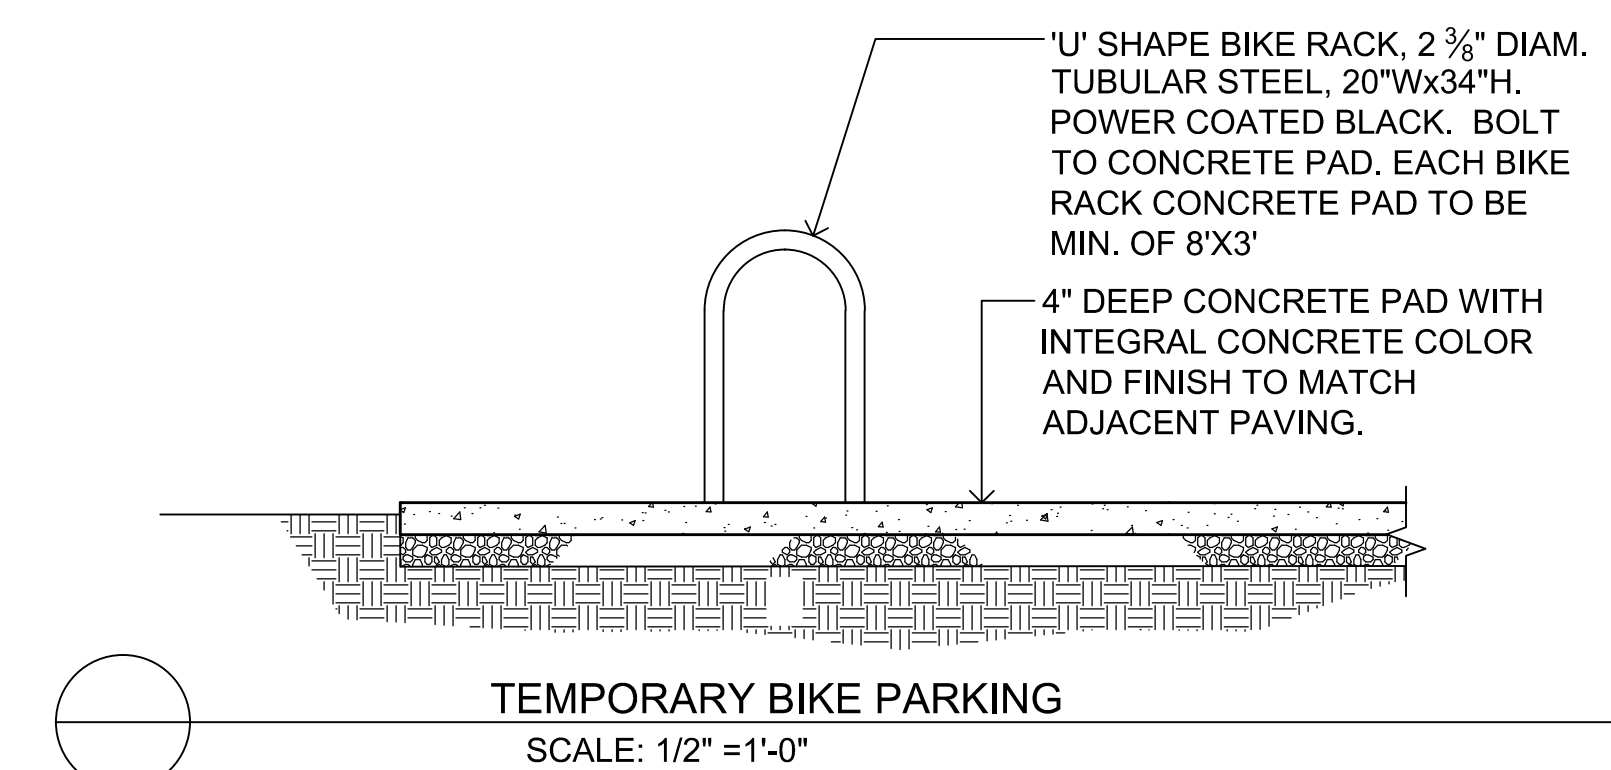 'U' SHAPE BIKE RACK, 2 ⅜" DIAM.
TUBULAR STEEL, 20"Wx34"H.
POWER COATED BLACK.  BOLT
TO CONCRETE PAD. EACH BIKE
RACK CONCRETE PAD TO BE
MIN. OF 8'X3'
4" DEEP CONCRETE PAD WITH
INTEGRAL CONCRETE COLOR
AND FINISH TO MATCH
ADJACENT PAVING.
TEMPORARY BIKE PARKING
SCALE: 1/2" =1'-0"